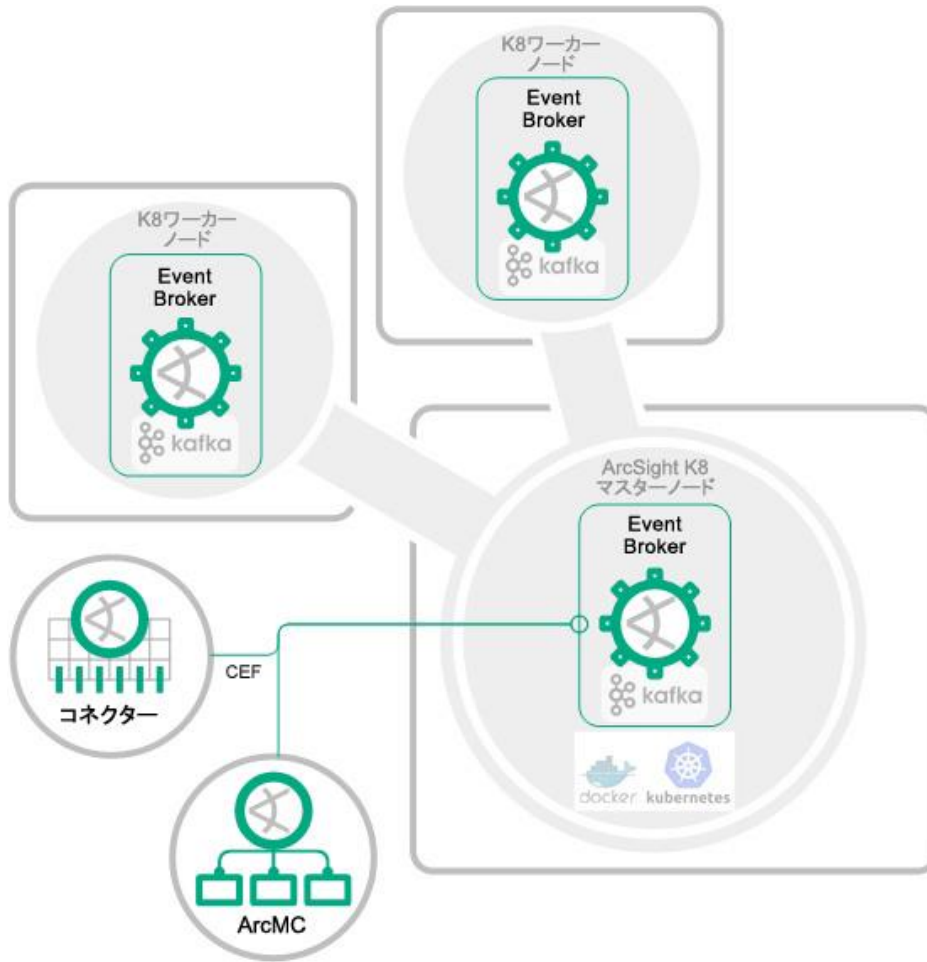 K8ワーカー
ノード
Event
Broker
kafka
K8ワーカー
ノード
Event
Broker
kafka
ArcSight K8
マスターノード
Event
Broker
kafka
docker kubernetes
CEF
コネクター
ArcMC